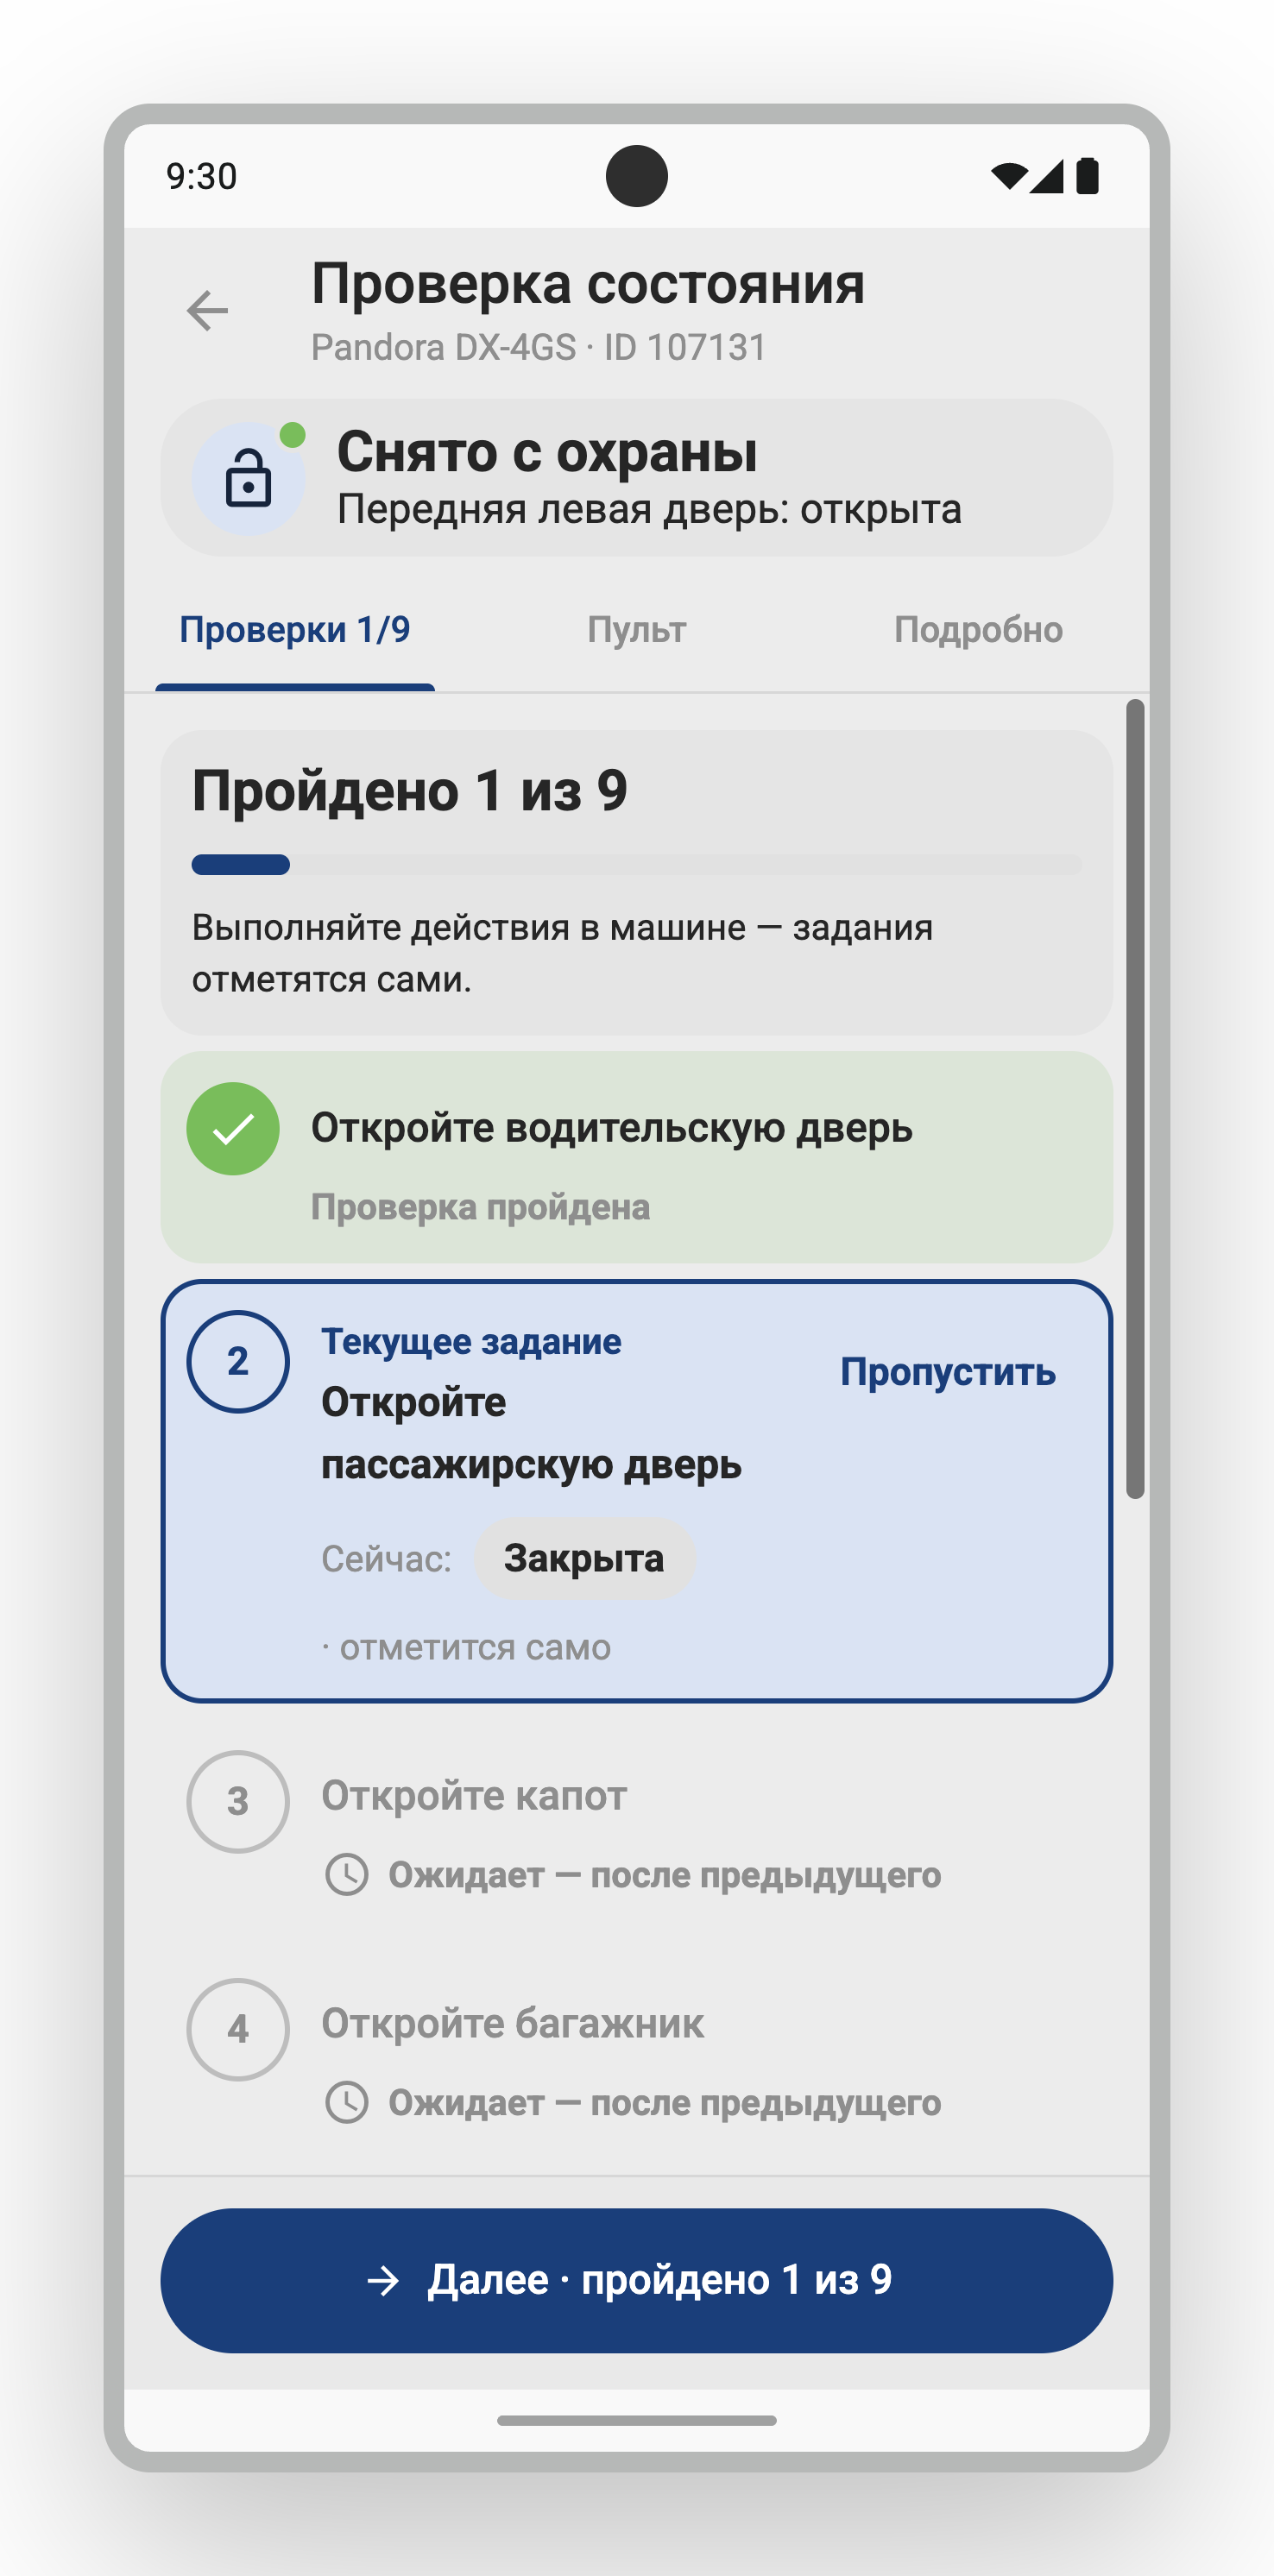 9:30
Проверка состояния
Pandora DX-4GS · ID 107131
Снято с охраны
Передняя левая дверь: открыта
Проверки 1/9
Пульт
Подробно
Пройдено 1 из 9
Выполняйте действия в машине — задания
отметятся сами.
Откройте водительскую дверь
Проверка пройдена
2
Текущее задание
Пропустить
Откройте
пассажирскую дверь
Сейчас: Закрыта
· отметится само
3
Откройте капот
Ожидает — после предыдущего
4
Откройте багажник
Ожидает — после предыдущего
Далее · пройдено 1 из 9